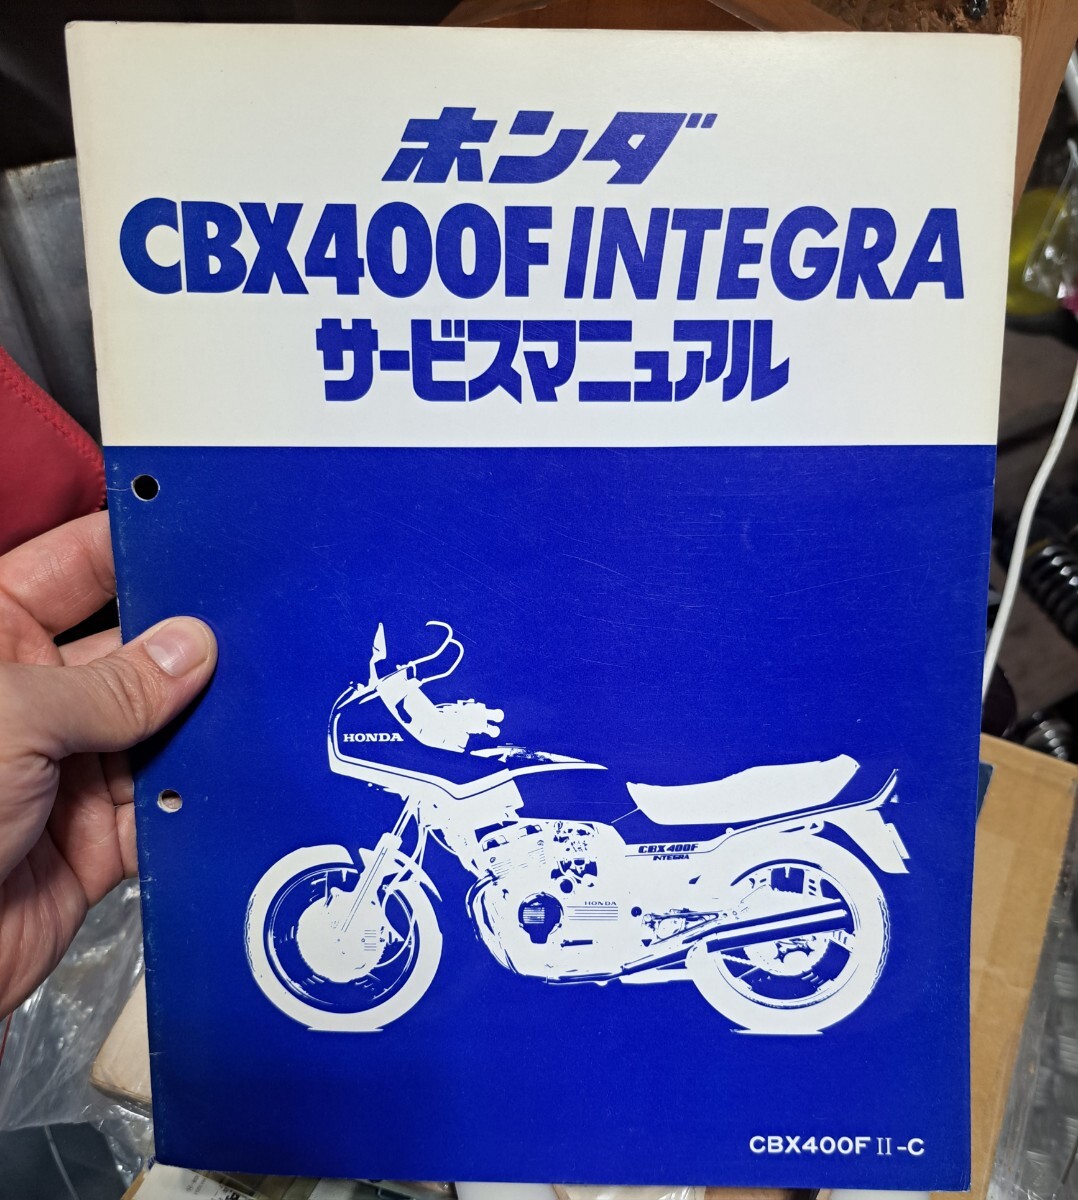 ホンダ
CBX400F INTEGRA
サービスマニュアル
HONDA
CBX400F
INTEGRA
HONDA
CBX400F II-C